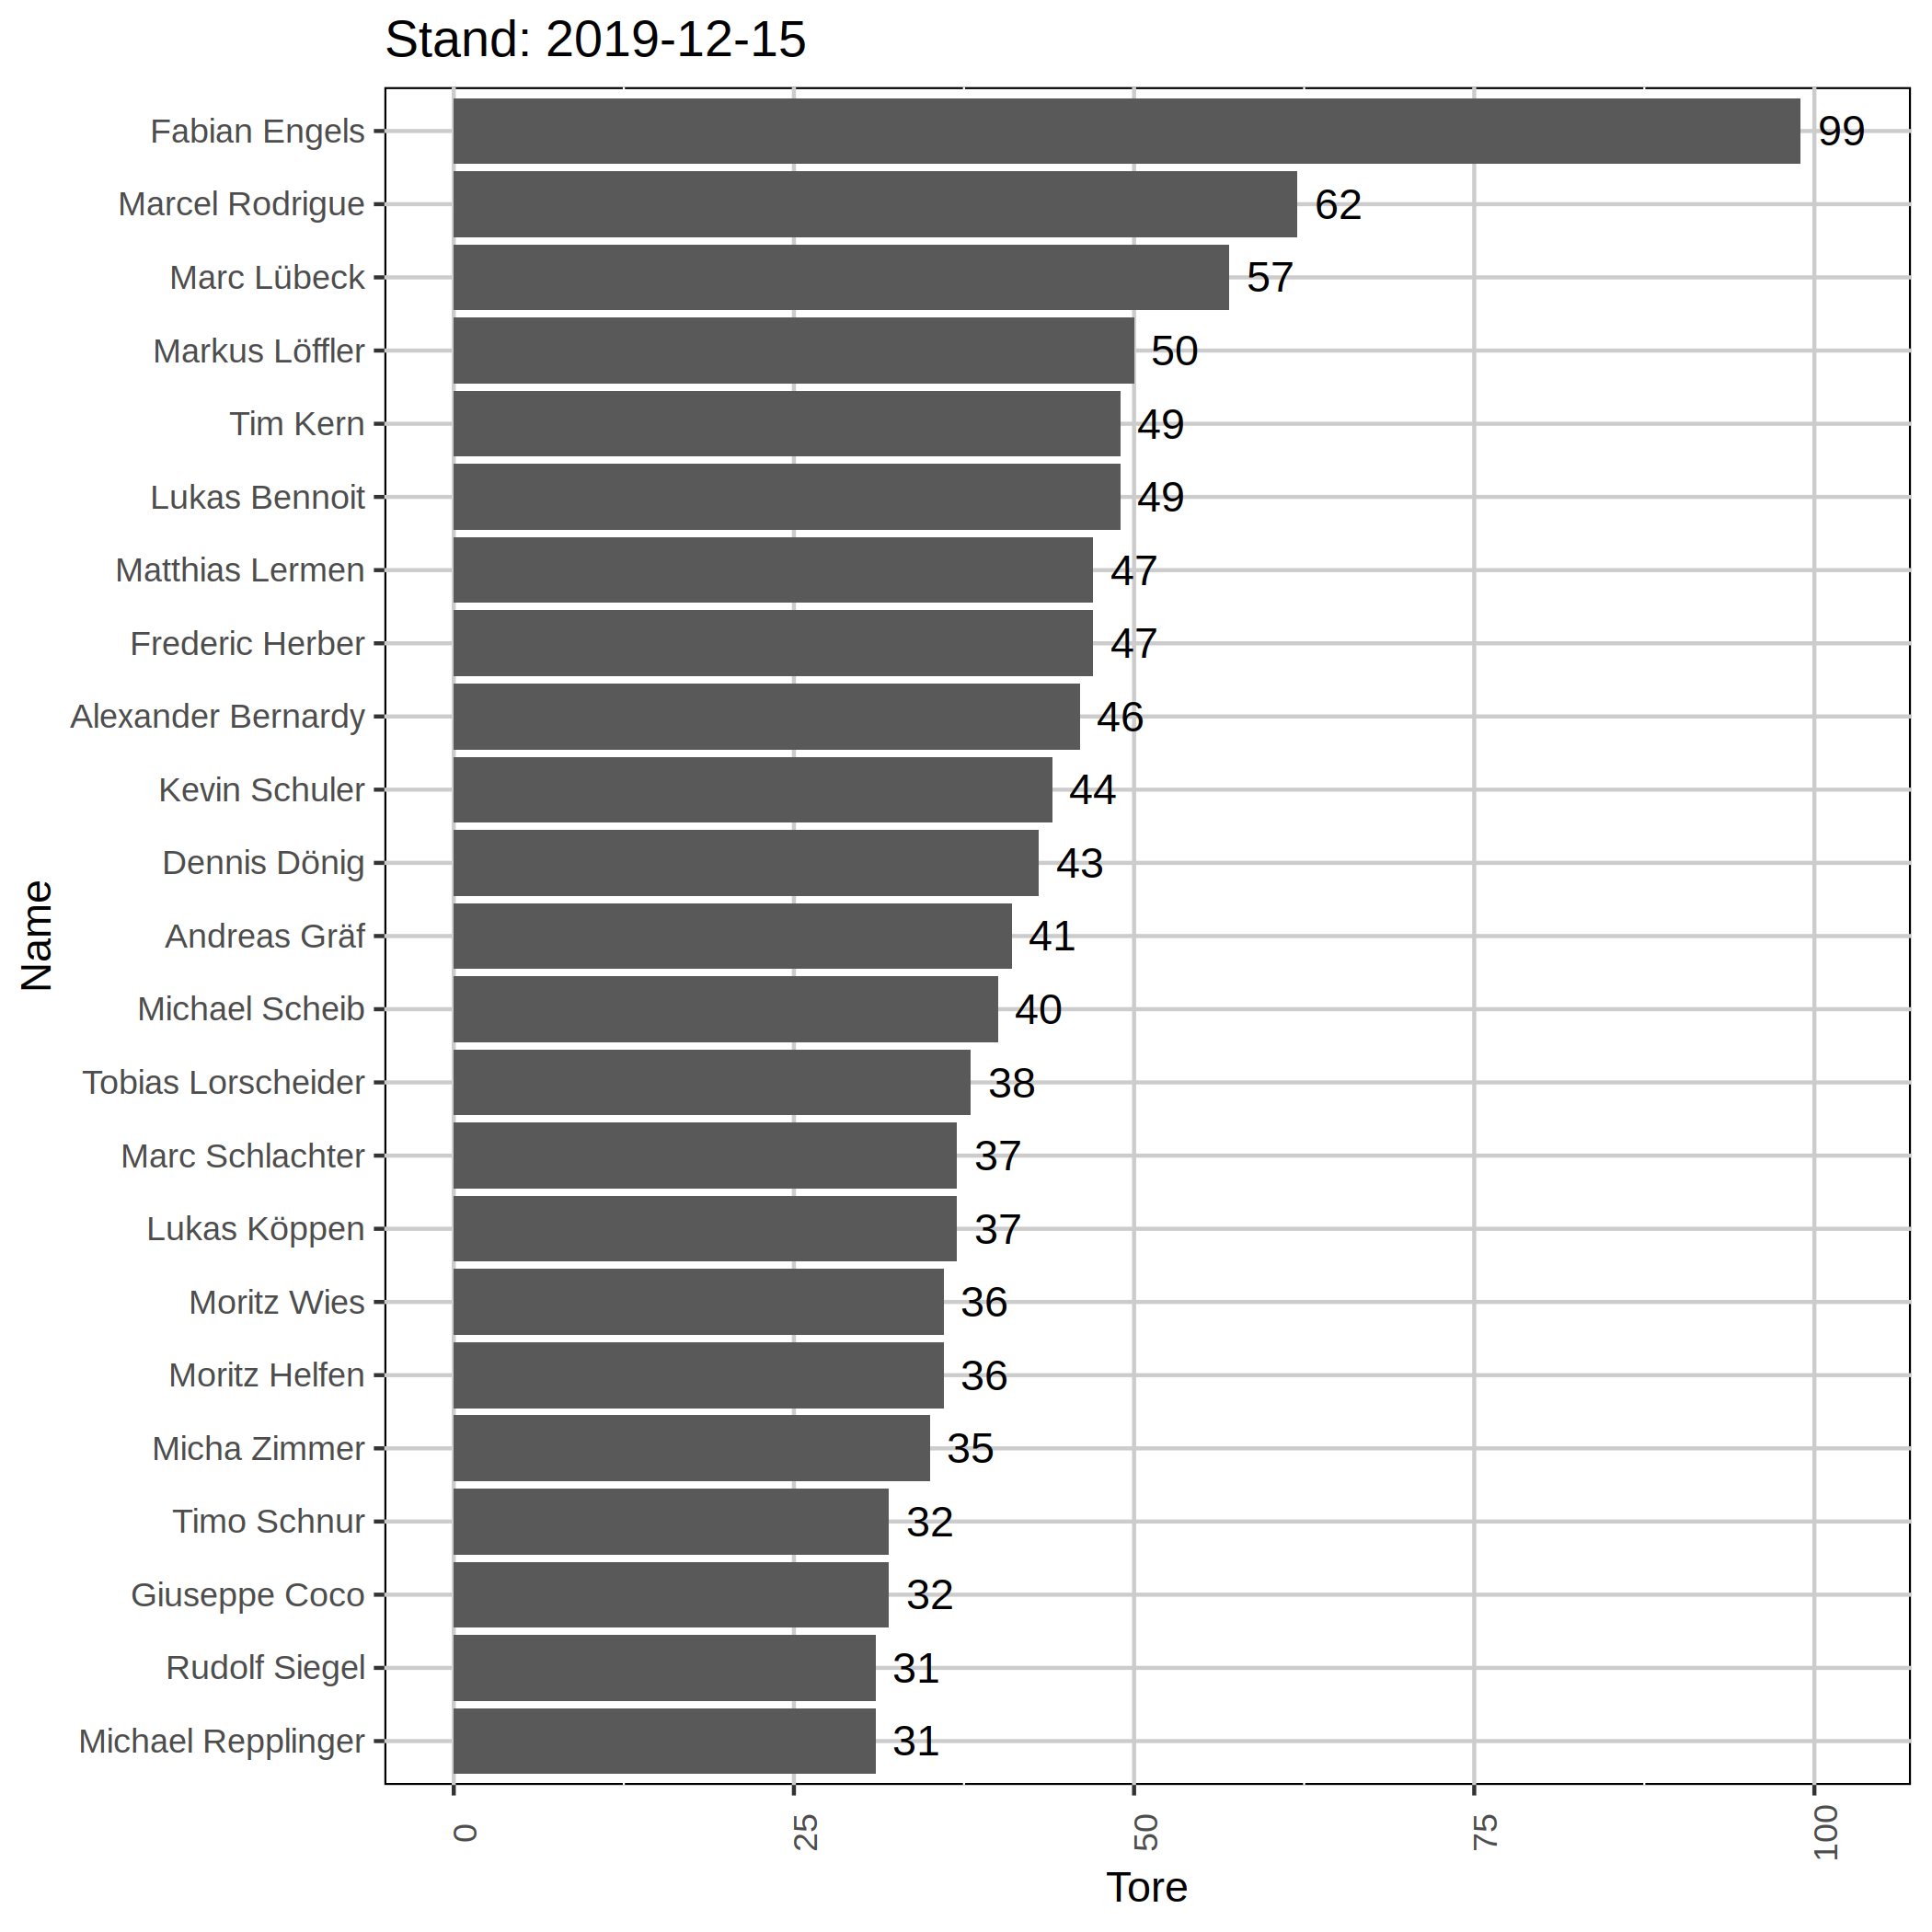 Stand: 2019-12-15
Fabian Engels 99
Marcel Rodrigue 62
Marc Lübeck 57
Markus Löffler 50
Tim Kern 49
Lukas Bennoit 49
Matthias Lermen 47
Frederic Herber 47
Alexander Bernardy 46
Kevin Schuler 44
Dennis Dönig 43
Andreas Gräf 41
Michael Scheib 40
Tobias Lorscheider 38
Marc Schlachter 37
Lukas Köppen 37
Moritz Wies 36
Moritz Helfen 36
Micha Zimmer 35
Timo Schnur 32
Giuseppe Coco 32
Rudolf Siegel 31
Michael Repplinger 31
Name
0 25 50 75 100
Tore